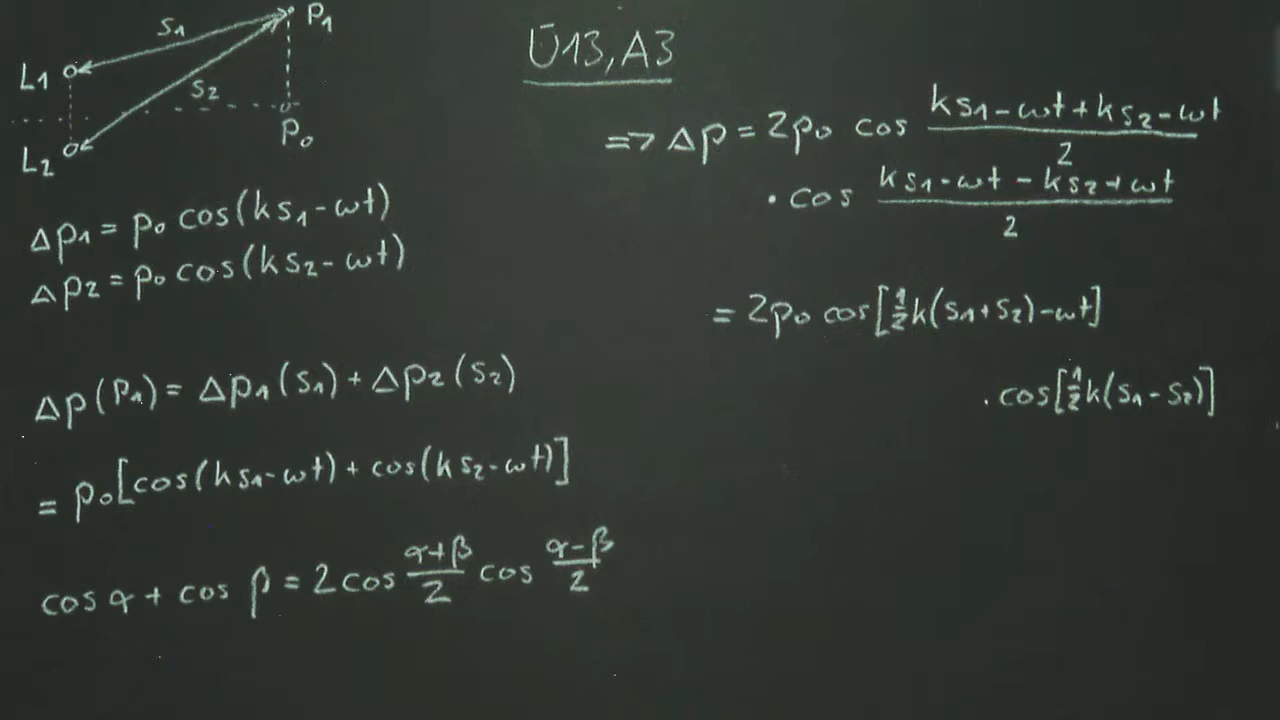 Ü13, A3
S1
P1
L1
S2
P0
L2
Δp1 = p0 cos(ks1 - ωt)
Δp2 = p0 cos(ks2 - ωt)
Δp(P1) = Δp1(s1) + Δp2(s2)
= p0[cos(ks1 - ωt) + cos(ks2 - ωt)]
cos α + cos β = 2 cos (α+β)/2 cos (α-β)/2
=> Δp = 2p0 cos (ks1 - ωt + ks2 - ωt)/2
· cos (ks1 - ωt - ks2 + ωt)/2
= 2p0 cos[1/2 k(s1+s2) - ωt]
· cos[1/2 k(s1 - s2)]